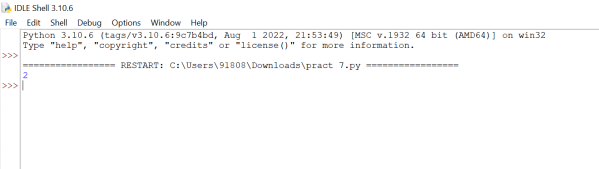 IDLE Shell 3.10.6
File Edit Shell Debug Options Window Help
Python 3.10.6 (tags/v3.10.6:9c7b4bd, Aug  1 2022, 21:53:49) [MSC v.1932 64 bit (AMD64)] on win32
Type "help", "copyright", "credits" or "license()" for more information.
>>>
================= RESTART: C:\Users\91808\Downloads\pract 7.py =================
2
>>>